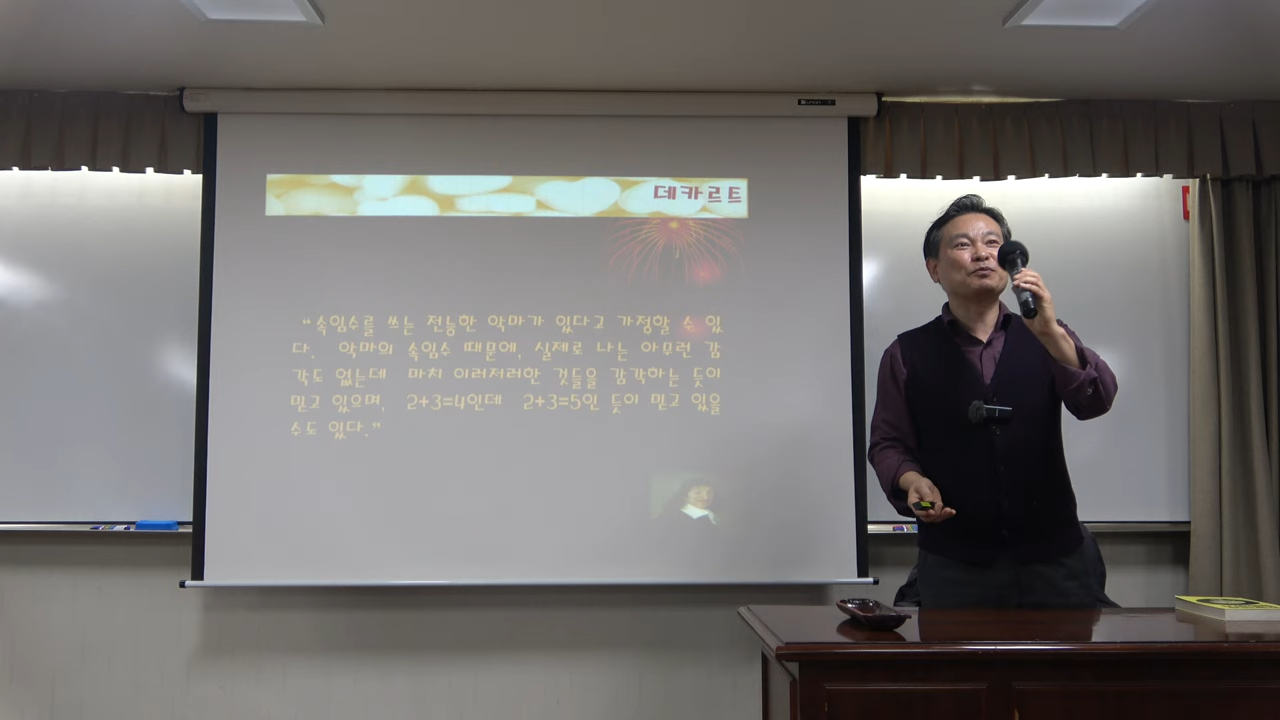 데카르트
“속임수를 쓰는 전능한 악마가 있다고 가정할 수 있
다. 악마의 속임수 때문에, 실제로 나는 아무런 감
각도 없는데 마치 이러저러한 것들을 감각하는 듯이
믿고 있으며, 2+3=4인데 2+3=5인 듯이 믿고 있을
수도 있다.”